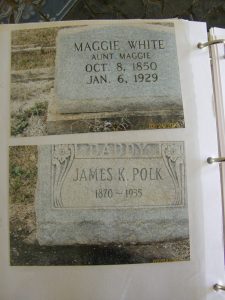 MAGGIE WHITE
AUNT MAGGIE
OCT. 8, 1850
JAN. 6, 1929
DADDY
JAMES K. POLK
1870 ~ 1935